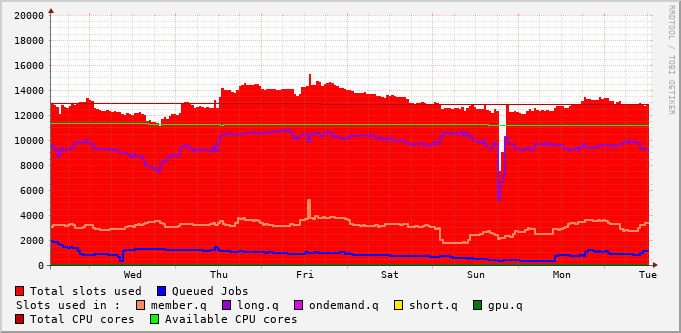 20000
18000
16000
14000
12000
10000
8000
6000
4000
2000
0
Wed Thu Fri Sat Sun Mon Tue
RRDTOOL / TOBI OETIKER
Total slots used Queued Jobs
Slots used in : member.q long.q ondemand.q short.q gpu.q
Total CPU cores Available CPU cores